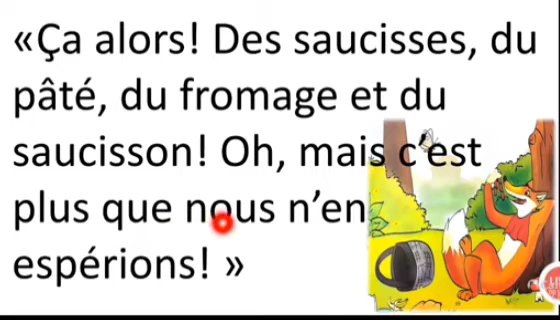 «Ça alors! Des saucisses, du
pâté, du fromage et du
saucisson! Oh, mais c'est
plus que nous n'en
espérions! »